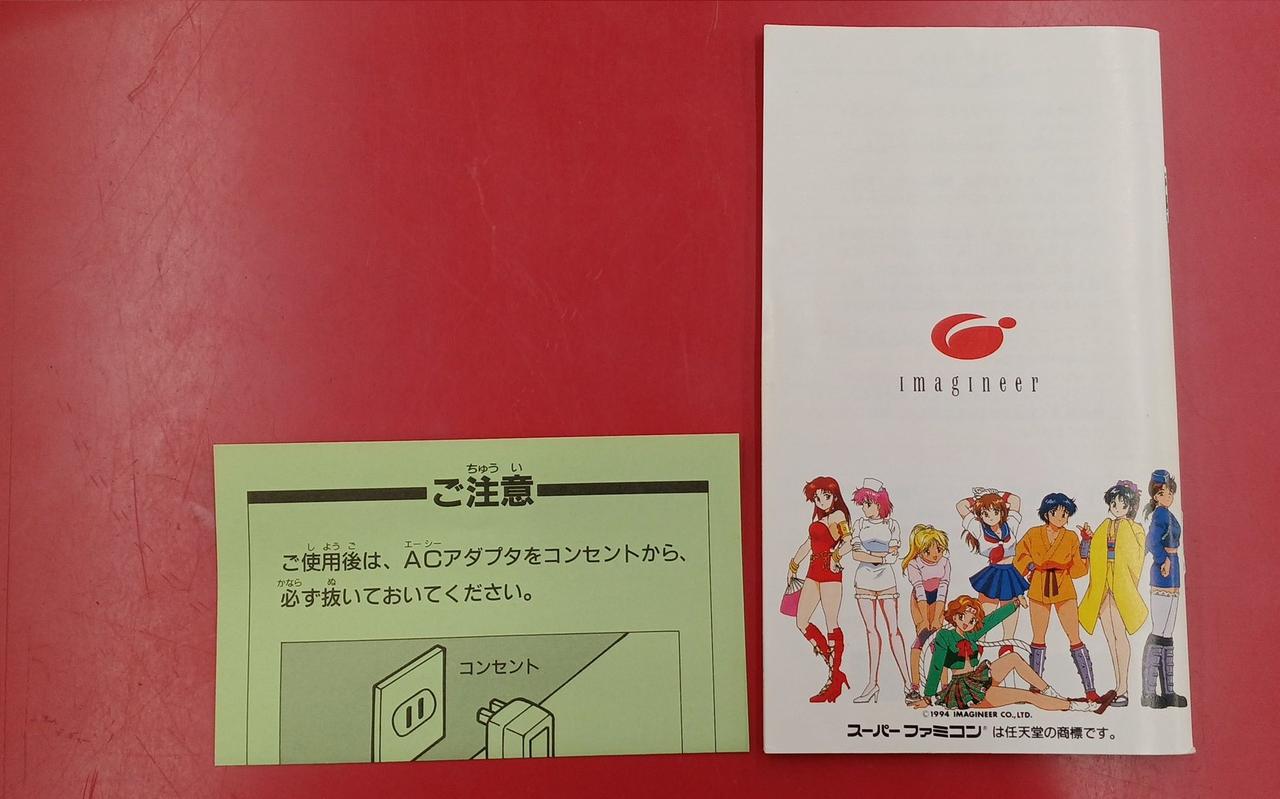 ちゅう い
ご注意
し よう ご エー シー
ご使用後は、ACアダプタをコンセントから、
かなら ぬ
必ず抜いておいてください。
コンセント
imagineer
©1994 IMAGINEER CO.,LTD.
スーパーファミコン® は任天堂の商標です。